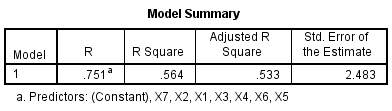 Model Summary
Model R R Square Adjusted R Square Std. Error of the Estimate
1 .751a .564 .533 2.483
a. Predictors: (Constant), X7, X2, X1, X3, X4, X6, X5